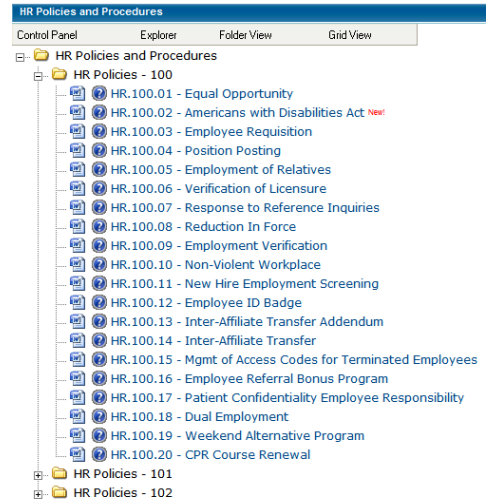 HR Policies and Procedures
Control Panel Explorer Folder View Grid View
HR Policies and Procedures
HR Policies - 100
HR.100.01 - Equal Opportunity
HR.100.02 - Americans with Disabilities Act New!
HR.100.03 - Employee Requisition
HR.100.04 - Position Posting
HR.100.05 - Employment of Relatives
HR.100.06 - Verification of Licensure
HR.100.07 - Response to Reference Inquiries
HR.100.08 - Reduction In Force
HR.100.09 - Employment Verification
HR.100.10 - Non-Violent Workplace
HR.100.11 - New Hire Employment Screening
HR.100.12 - Employee ID Badge
HR.100.13 - Inter-Affiliate Transfer Addendum
HR.100.14 - Inter-Affiliate Transfer
HR.100.15 - Mgmt of Access Codes for Terminated Employees
HR.100.16 - Employee Referral Bonus Program
HR.100.17 - Patient Confidentiality Employee Responsibility
HR.100.18 - Dual Employment
HR.100.19 - Weekend Alternative Program
HR.100.20 - CPR Course Renewal
HR Policies - 101
HR Policies - 102